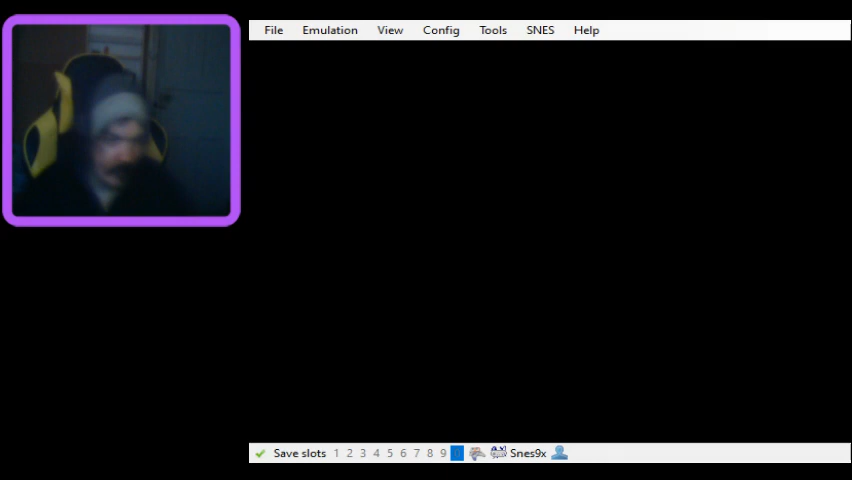 File Emulation View Config Tools SNES Help
Save slots 1 2 3 4 5 6 7 8 9 0 Snes9x